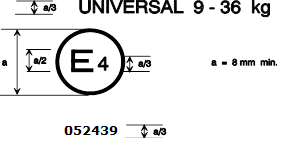 a/3 UNIVERSAL 9 - 36 kg
a a/2 E4 a/3 a = 8 mm min.
052439 a/3